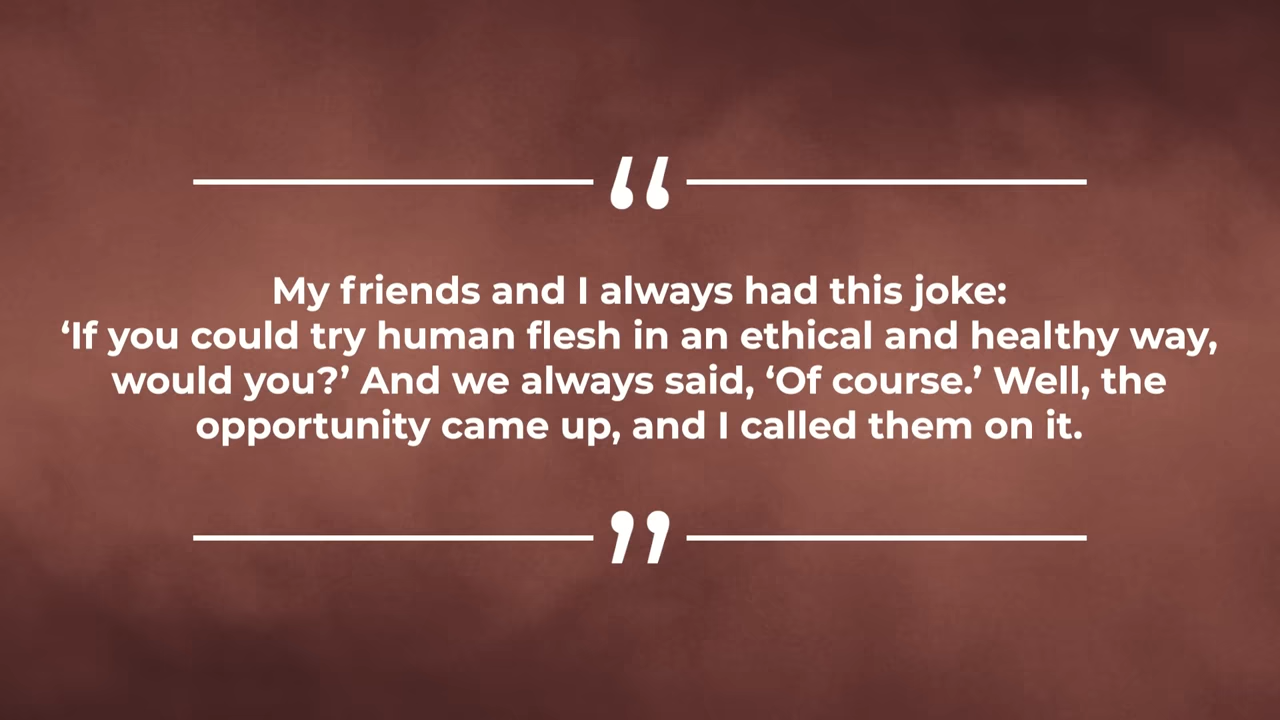 “
My friends and I always had this joke:
‘If you could try human flesh in an ethical and healthy way,
would you?’ And we always said, ‘Of course.’ Well, the
opportunity came up, and I called them on it.
”